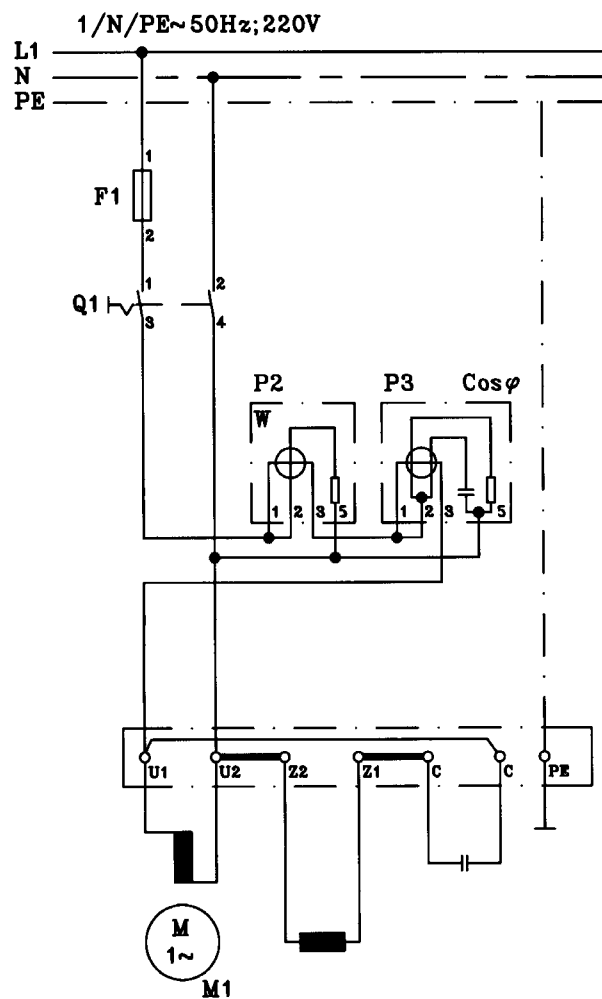 1/N/PE~50Hz;220V
L1
N
PE
1
F1
2
1 2
Q1
3 4
P2 P3 Cosφ
W
1 2 3 5 1 2 3 5
U1 U2 Z2 Z1 C C PE
M
1~
M1